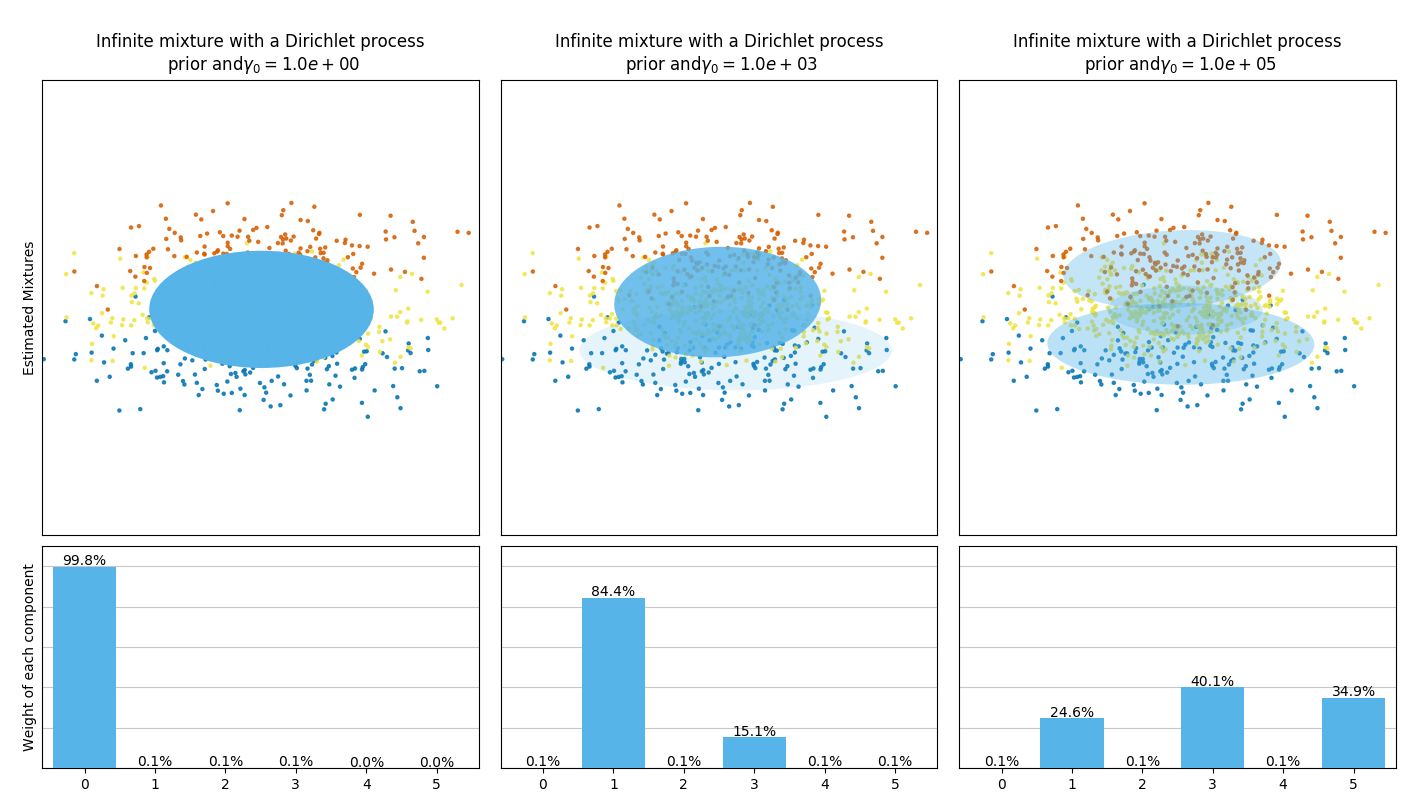 Infinite mixture with a Dirichlet process
prior andγ₀ = 1.0e + 00
Infinite mixture with a Dirichlet process
prior andγ₀ = 1.0e + 03
Infinite mixture with a Dirichlet process
prior andγ₀ = 1.0e + 05
Estimated Mixtures
Weight of each component
99.8%
0.1%
0.1%
0.1%
0.0%
0.0%
0 1 2 3 4 5
0.1%
84.4%
0.1%
15.1%
0.1%
0.1%
0 1 2 3 4 5
0.1%
24.6%
0.1%
40.1%
0.1%
34.9%
0 1 2 3 4 5